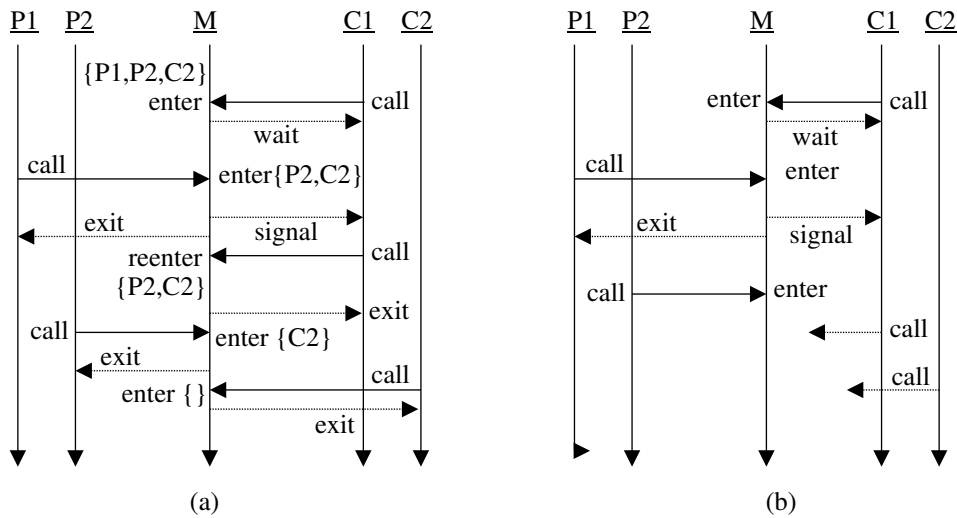 P1 P2 M C1 C2
{P1,P2,C2}
enter call
wait
call
enter{P2,C2}
exit
signal
reenter call
{P2,C2}
exit
call enter {C2}
exit
enter {} call
exit
(a)
P1 P2 M C1 C2
enter call
wait
call enter
exit
signal
call enter
call
call
(b)